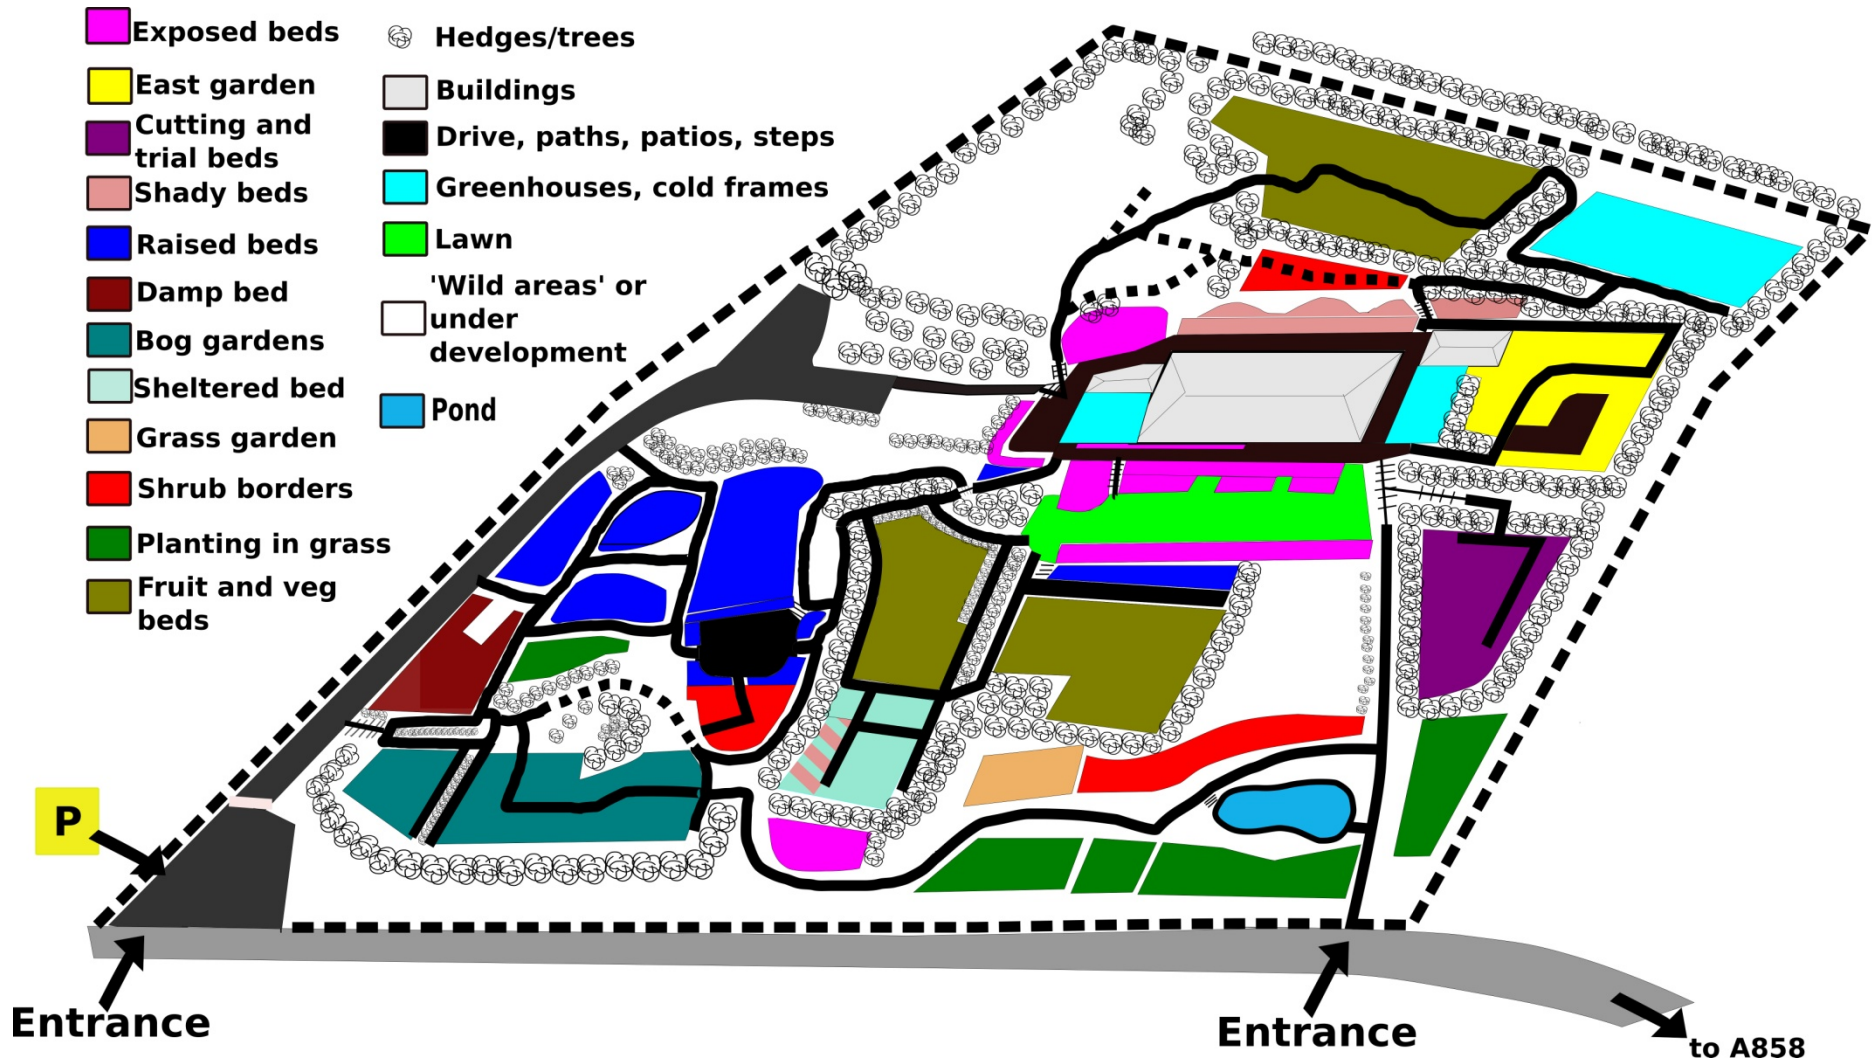 Exposed beds
East garden
Cutting and
trial beds
Shady beds
Raised beds
Damp bed
Bog gardens
Sheltered bed
Grass garden
Shrub borders
Planting in grass
Fruit and veg
beds
Hedges/trees
Buildings
Drive, paths, patios, steps
Greenhouses, cold frames
Lawn
'Wild areas' or
under
development
Pond
P
Entrance
Entrance
to A858